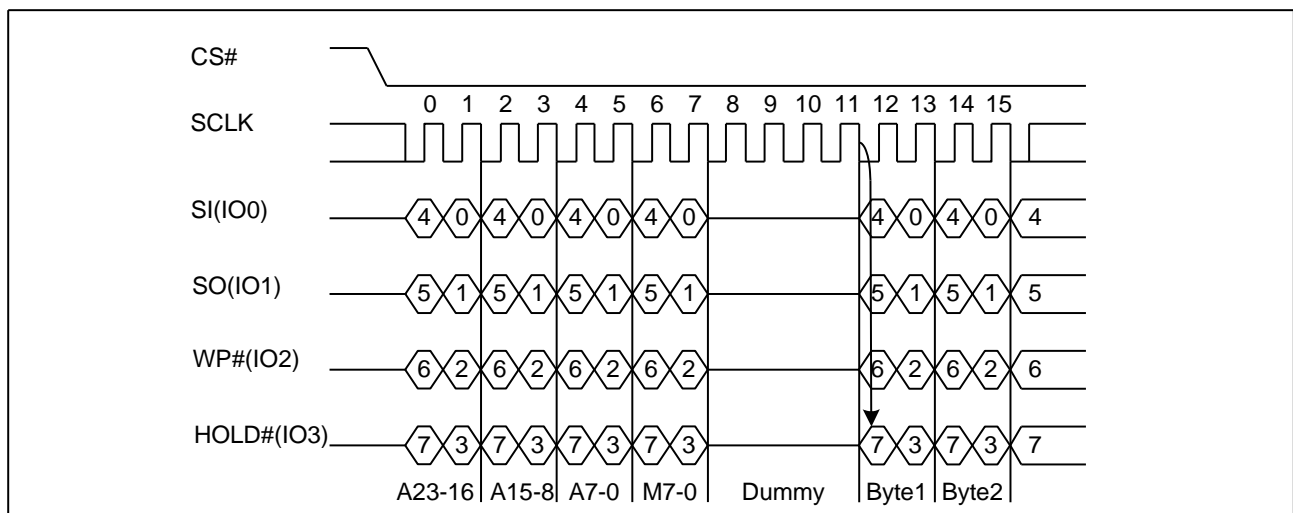 CS#
0 1 2 3 4 5 6 7 8 9 10 11 12 13 14 15
SCLK
SI(IO0) 4 0 4 0 4 0 4 0 4 0 4 0 4
SO(IO1) 5 1 5 1 5 1 5 1 5 1 5 1 5
WP#(IO2) 6 2 6 2 6 2 6 2 6 2 6 2 6
HOLD#(IO3) 7 3 7 3 7 3 7 3 7 3 7 3 7
A23-16 A15-8 A7-0 M7-0 Dummy Byte1 Byte2